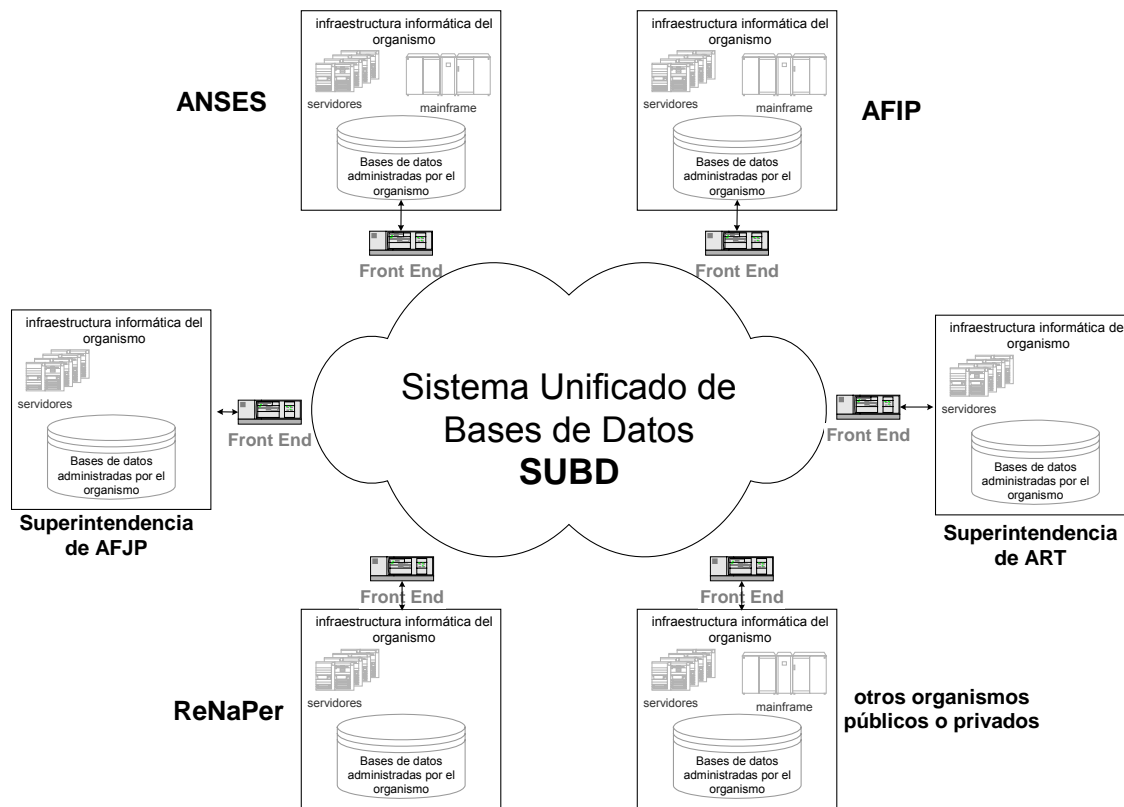 infraestructura informática del
organismo
servidores
mainframe
Bases de datos
administradas por el
organismo
ANSES
Front End
infraestructura informática del
organismo
servidores
mainframe
Bases de datos
administradas por el
organismo
AFIP
Front End
infraestructura informática del
organismo
servidores
Bases de datos
administradas por el
organismo
Superintendencia
de AFJP
Front End
Sistema Unificado de
Bases de Datos
SUBD
Front End
infraestructura informática del
organismo
servidores
Bases de datos
administradas por el
organismo
Superintendencia
de ART
Front End
infraestructura informática del
organismo
servidores
Bases de datos
administradas por el
organismo
ReNaPer
Front End
infraestructura informática del
organismo
servidores
mainframe
Bases de datos
administradas por el
organismo
otros organismos
públicos o privados